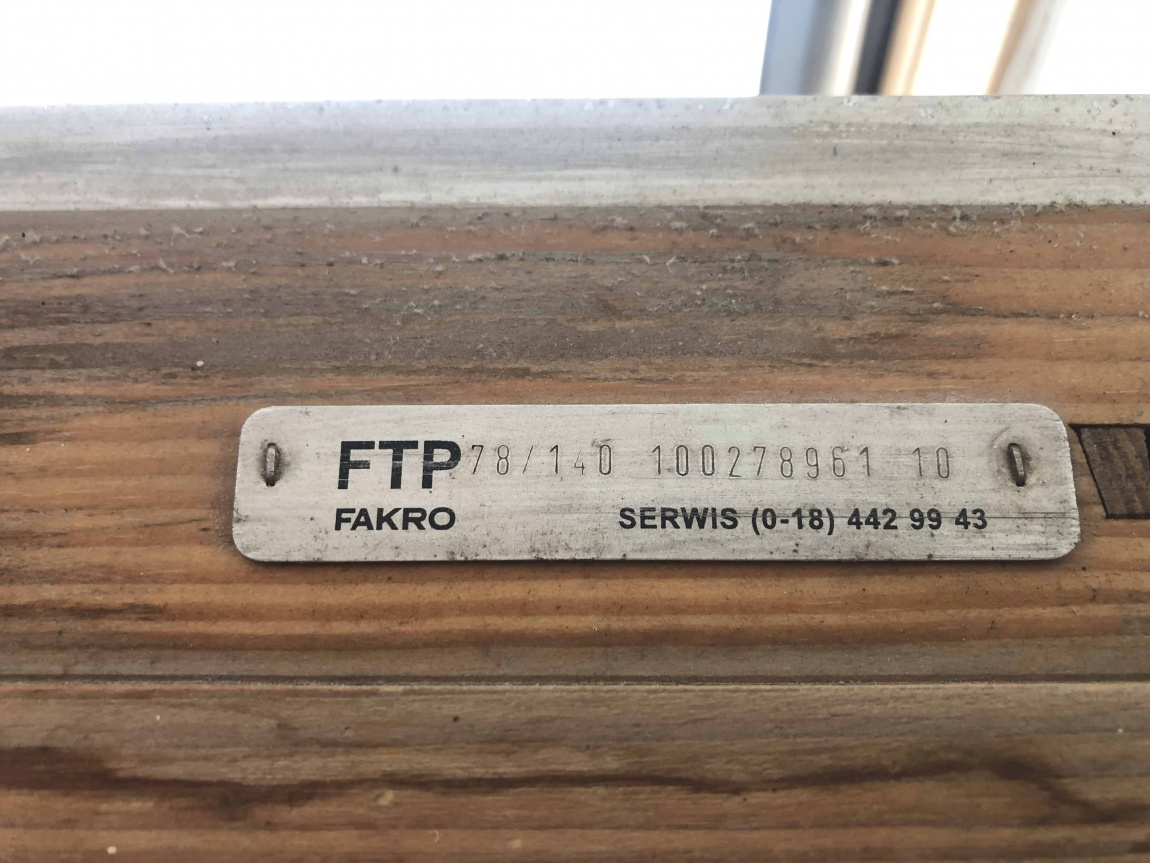 FTP 78/140 100278961 10
FAKRO SERWIS (0-18) 442 99 43